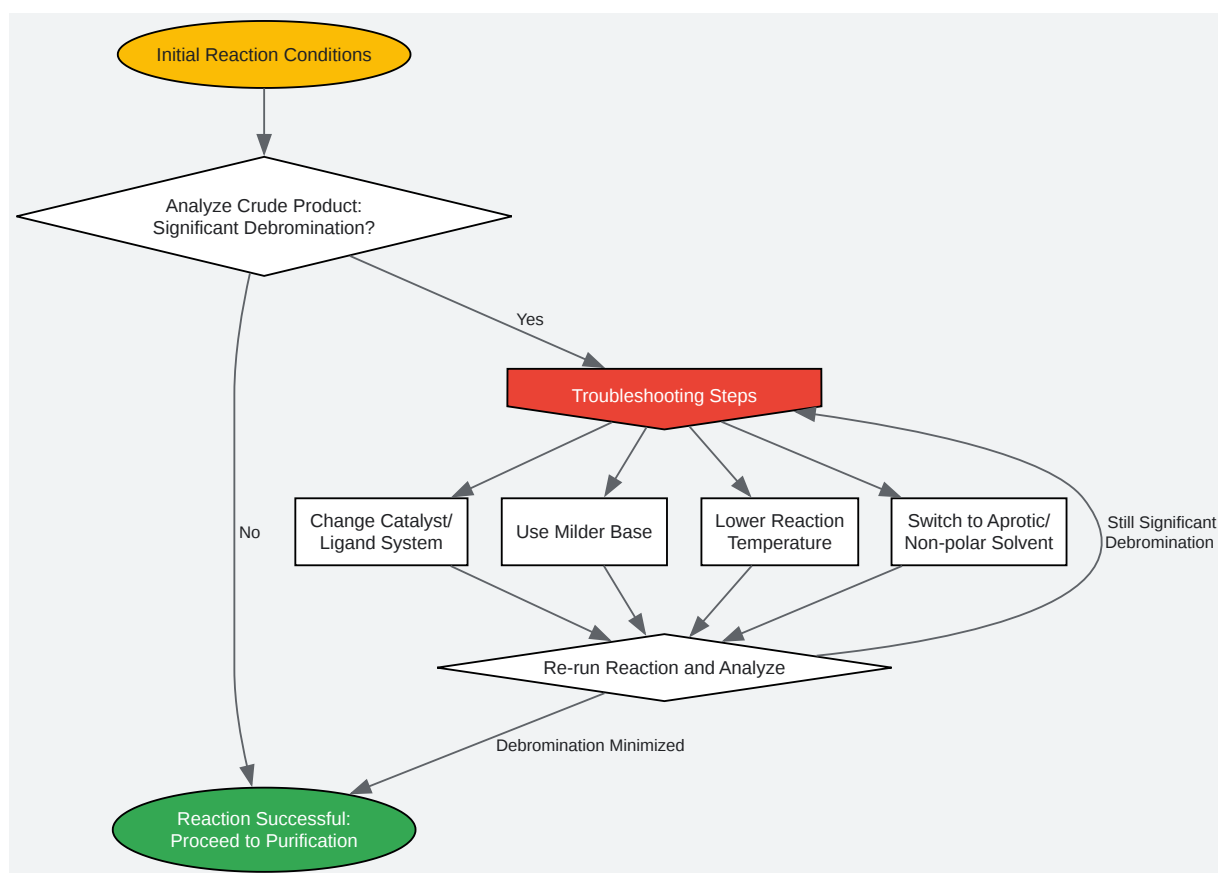 Initial Reaction Conditions
Analyze Crude Product:
Significant Debromination?
Yes
Troubleshooting Steps
No
Change Catalyst/
Ligand System
Use Milder Base
Lower Reaction
Temperature
Switch to Aprotic/
Non-polar Solvent
Still Significant
Debromination
Re-run Reaction and Analyze
Debromination Minimized
Reaction Successful:
Proceed to Purification